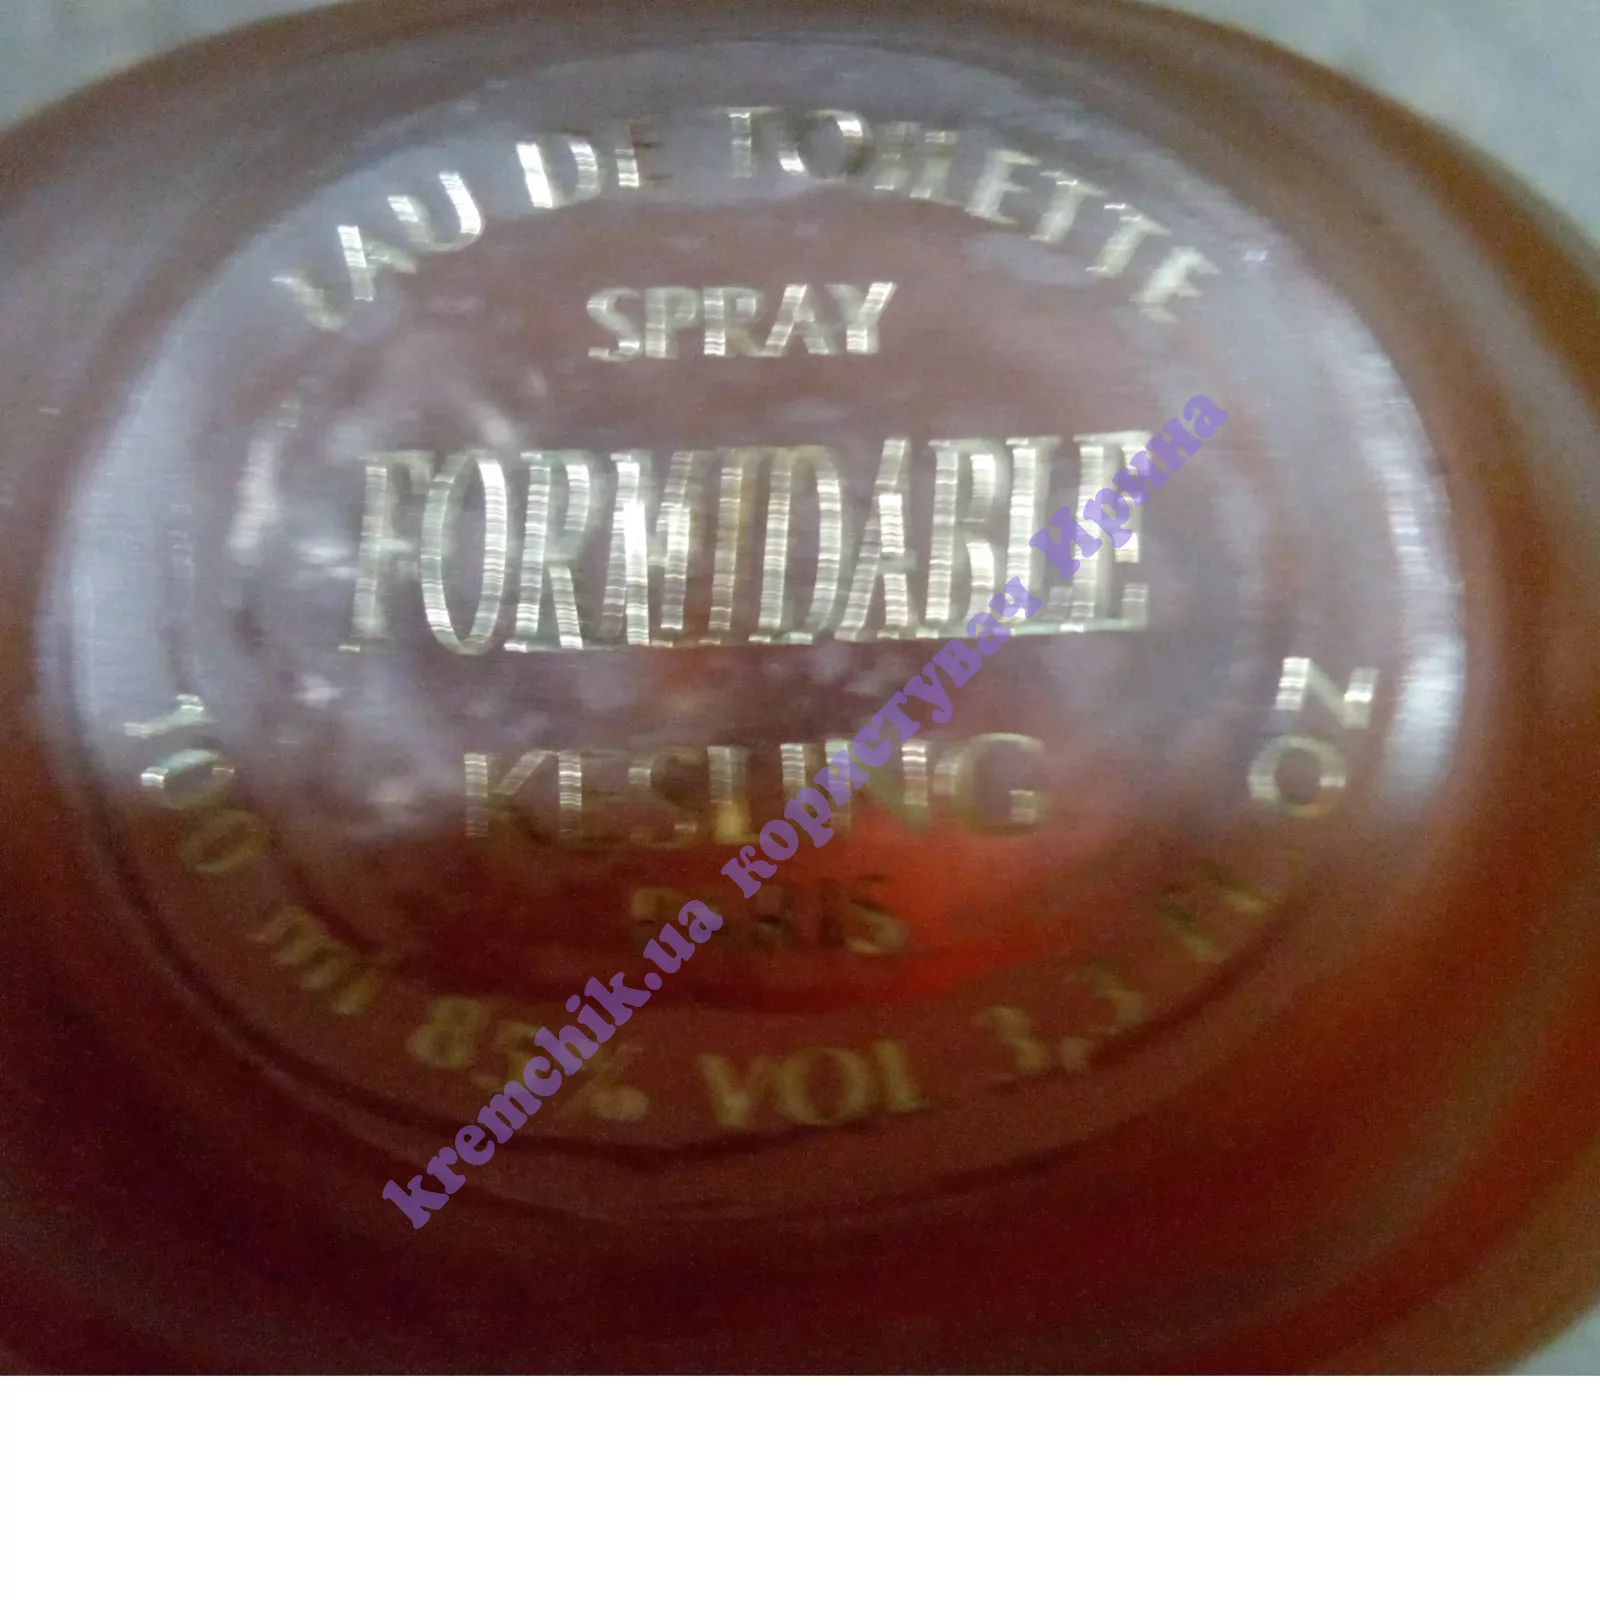 EAU DE TOILETTE
SPRAY
FORMIDABLE
KESLING
PARIS
100 ml 85% VOL 3,3 Fl OZ
kremchik.ua користувач Ирина